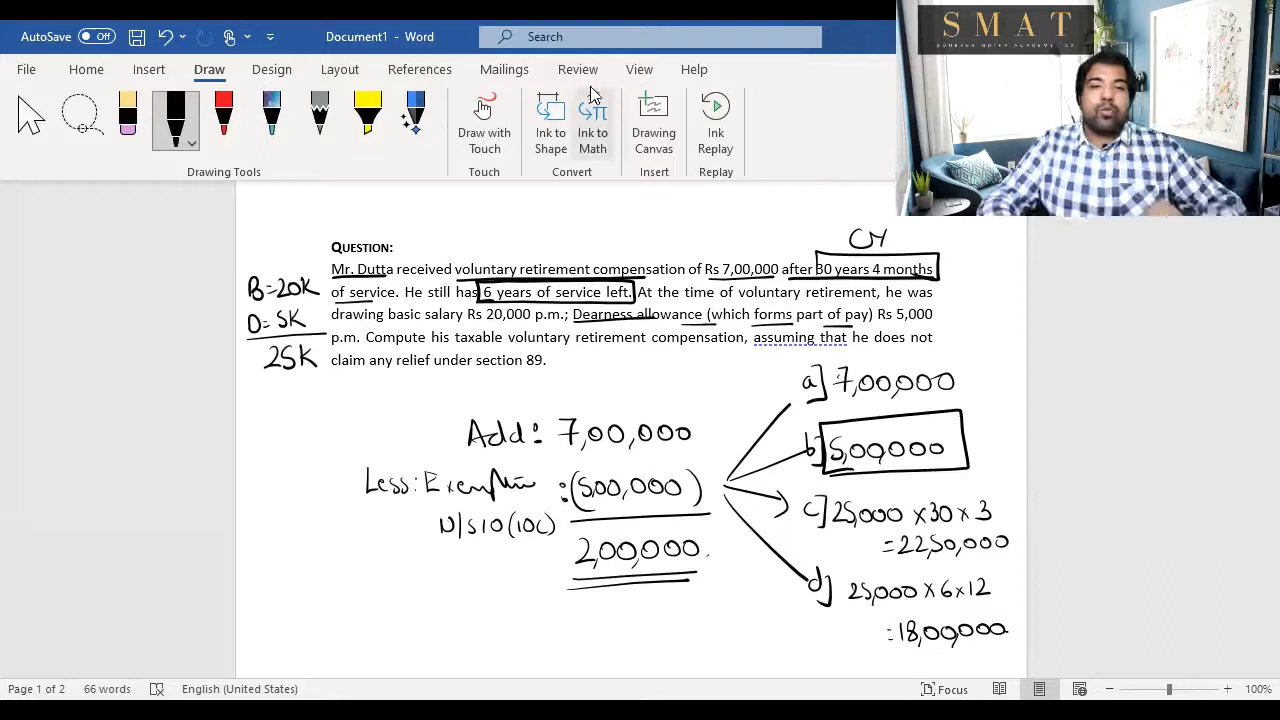 AutoSave Off Document1 - Word Search
SMAT
File Home Insert Draw Design Layout References Mailings Review View Help
Draw with Touch
Ink to Shape
Ink to Math
Drawing Canvas
Ink Replay
Drawing Tools Touch Convert Insert Replay
CY
QUESTION:
Mr. Dutta received voluntary retirement compensation of Rs 7,00,000 after 30 years 4 months
of service. He still has 6 years of service left. At the time of voluntary retirement, he was
drawing basic salary Rs 20,000 p.m.; Dearness allowance (which forms part of pay) Rs 5,000
p.m. Compute his taxable voluntary retirement compensation, assuming that he does not
claim any relief under section 89.
B=20K
D=5K
25K
Add: 7,00,000
Less: Exemption :(5,00,000)
U/S 10(10C)
2,00,000
a] 7,00,000
b] 5,00,000
c] 25,000 × 30 × 3
=22,50,000
d] 25,000 × 6 × 12
=18,00,000
Page 1 of 2 66 words English (United States) Focus 100%